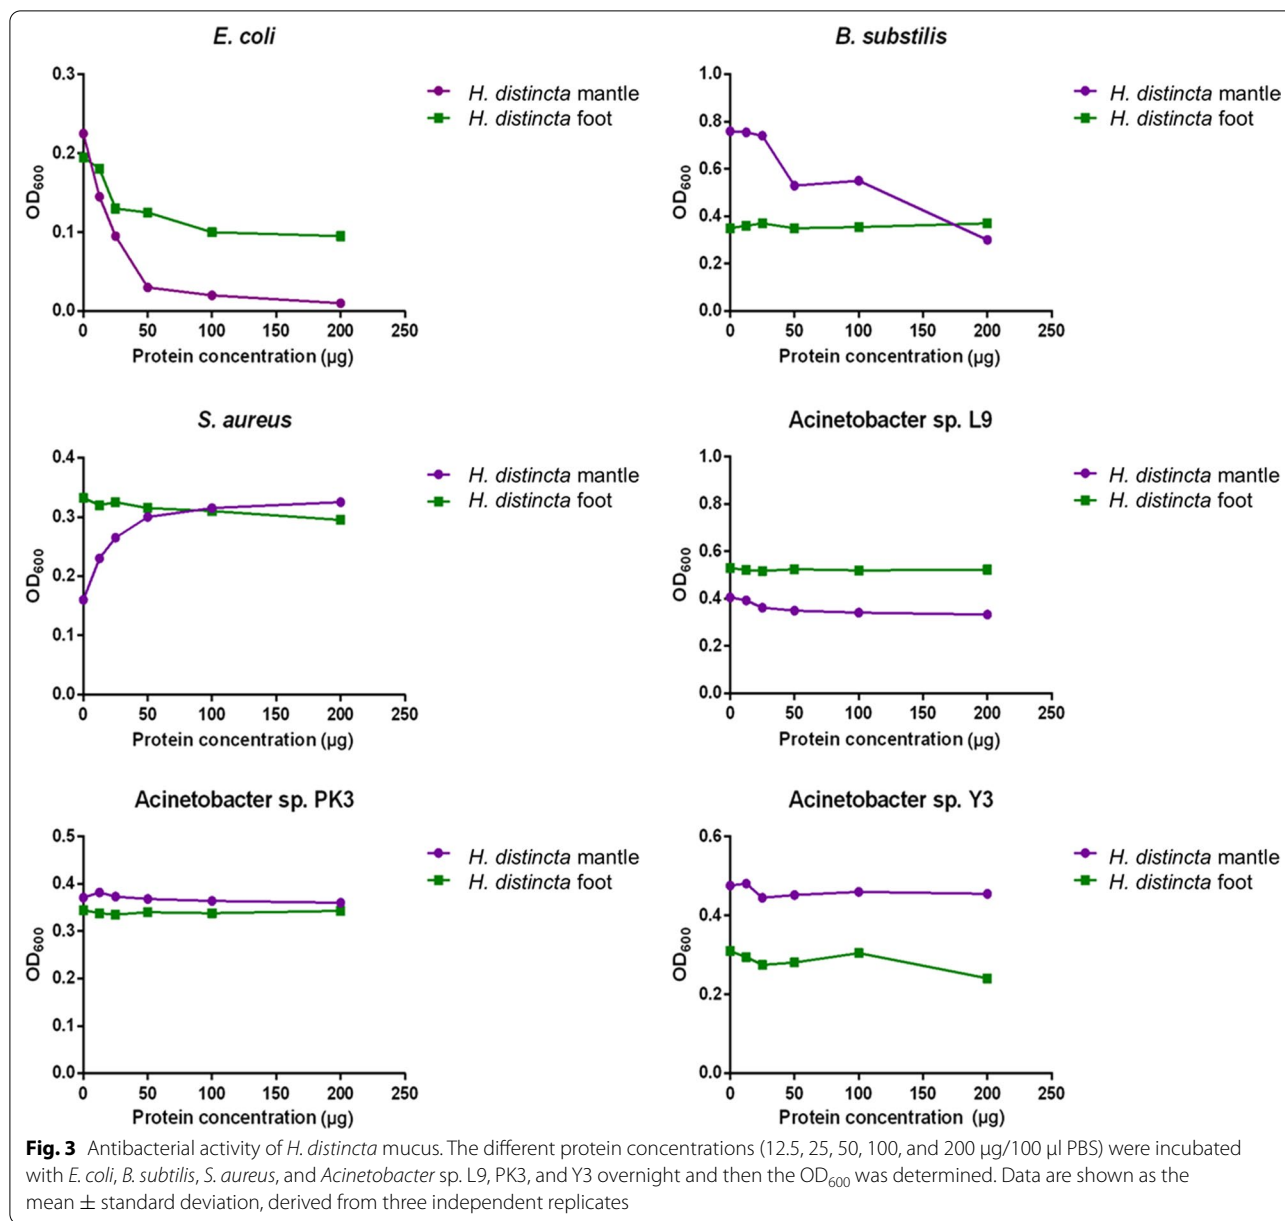 E. coli
0.3
0.2
0.1
0.0
OD600
0 50 100 150 200 250
Protein concentration (µg)
H. distincta mantle
H. distincta foot
B. substilis
1.0
0.8
0.6
0.4
0.2
0.0
OD600
0 50 100 150 200 250
Protein concentration (µg)
H. distincta mantle
H. distincta foot
S. aureus
0.4
0.3
0.2
0.1
0.0
OD600
0 50 100 150 200 250
Protein concentration (µg)
H. distincta mantle
H. distincta foot
Acinetobacter sp. L9
1.0
0.8
0.6
0.4
0.2
0.0
OD600
0 50 100 150 200 250
Protein concentration (µg)
H. distincta mantle
H. distincta foot
Acinetobacter sp. PK3
0.5
0.4
0.3
0.2
0.1
0.0
OD600
0 50 100 150 200 250
Protein concentration (µg)
H. distincta mantle
H. distincta foot
Acinetobacter sp. Y3
0.6
0.4
0.2
0.0
OD600
0 50 100 150 200 250
Protein concentration (µg)
H. distincta mantle
H. distincta foot
Fig. 3 Antibacterial activity of H. distincta mucus. The different protein concentrations (12.5, 25, 50, 100, and 200 µg/100 µl PBS) were incubated
with E. coli, B. subtilis, S. aureus, and Acinetobacter sp. L9, PK3, and Y3 overnight and then the OD600 was determined. Data are shown as the
mean ± standard deviation, derived from three independent replicates